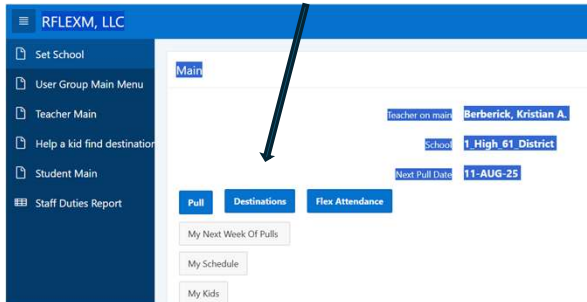 RFLEXM, LLC
Set School
User Group Main Menu
Teacher Main
Help a kid find destination
Student Main
Staff Duties Report
Main
Teacher on main Berberick, Kristian A.
School 1_High_61_District
Next Pull Date 11-AUG-25
Pull Destinations Flex Attendance
My Next Week Of Pulls
My Schedule
My Kids